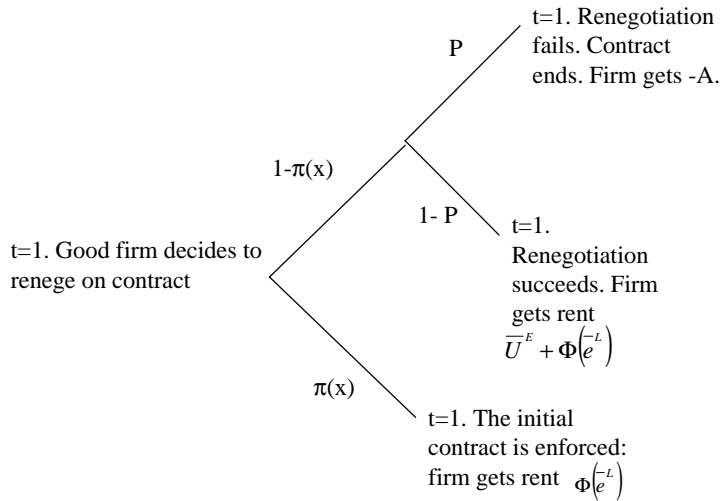 t=1. Renegotiation
fails. Contract
ends. Firm gets -A.
P
1-π(x)
1- P
t=1.
Renegotiation
succeeds. Firm
gets rent
U̅ᴱ + Φ(e̅ᴸ)
t=1. Good firm decides to
renege on contract
π(x)
t=1. The initial
contract is enforced:
firm gets rent Φ(e̅ᴸ)